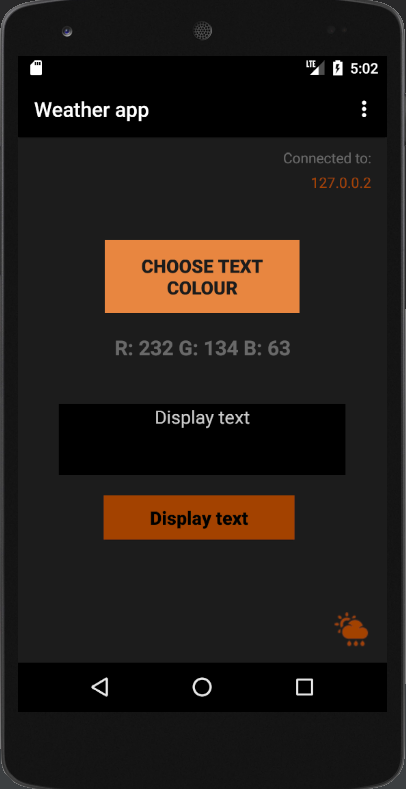 LTE 5:02
Weather app
Connected to:
127.0.0.2
CHOOSE TEXT
COLOUR
R: 232 G: 134 B: 63
Display text
Display text